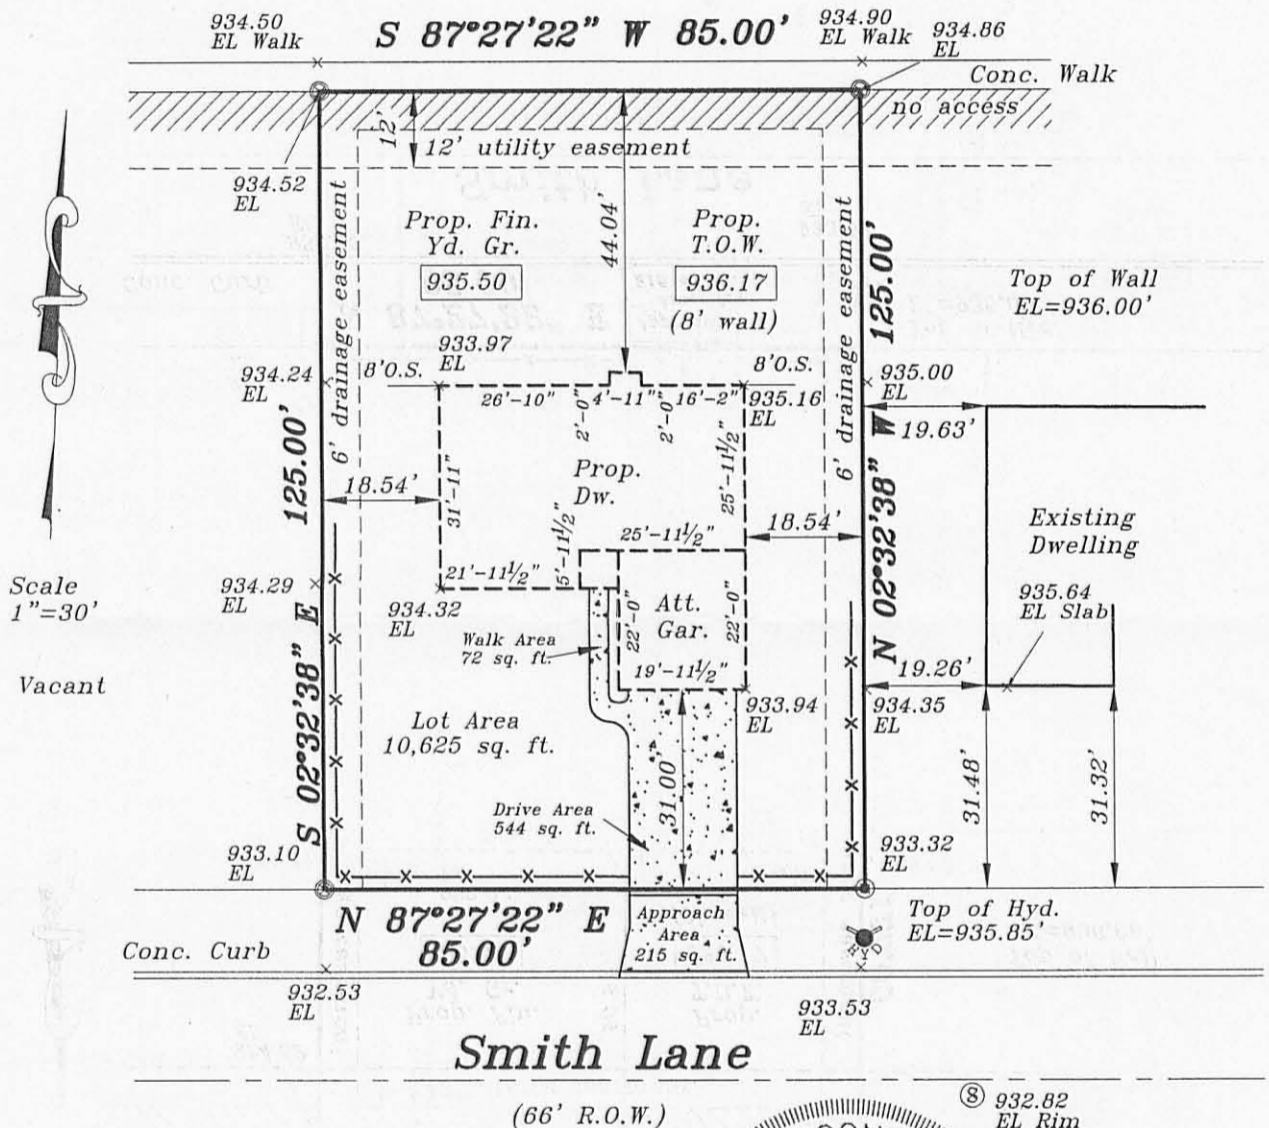 934.50
EL Walk
S 87°27'22" W 85.00'
934.90
EL Walk
934.86
EL
Conc. Walk
no access
12'
12' utility easement
934.52
EL
6' drainage easement
Prop. Fin.
Yd. Gr.
935.50
44.04'
Prop.
T.O.W.
936.17
(8' wall)
6' drainage easement
125.00'
Top of Wall
EL=936.00'
933.97
EL
934.24
EL
8'O.S.
8'O.S.
935.00
EL
26'-10"
2'-0"
4'-11"
2'-0"
16'-2"
935.16
EL
19.63'
125.00'
18.54'
31'-11"
Prop.
Dw.
25'-11½"
18.54'
N 02°32'38" W
Existing
Dwelling
25'-11½"
5'-11½"
21'-11½"
Scale
1"=30'
934.29
EL
934.32
EL
Att.
Gar.
22'-0"
22'-0"
935.64
EL Slab
Walk Area
72 sq. ft.
19'-11½"
19.26'
Vacant
S 02°32'38" E
Lot Area
10,625 sq. ft.
933.94
EL
934.35
EL
31.00'
31.48'
31.32'
Drive Area
544 sq. ft.
933.10
EL
933.32
EL
N 87°27'22" E
85.00'
Approach
Area
215 sq. ft.
Top of Hyd.
EL=935.85'
Conc. Curb
932.53
EL
933.53
EL
Smith Lane
(66' R.O.W.)
S
932.82
EL Rim